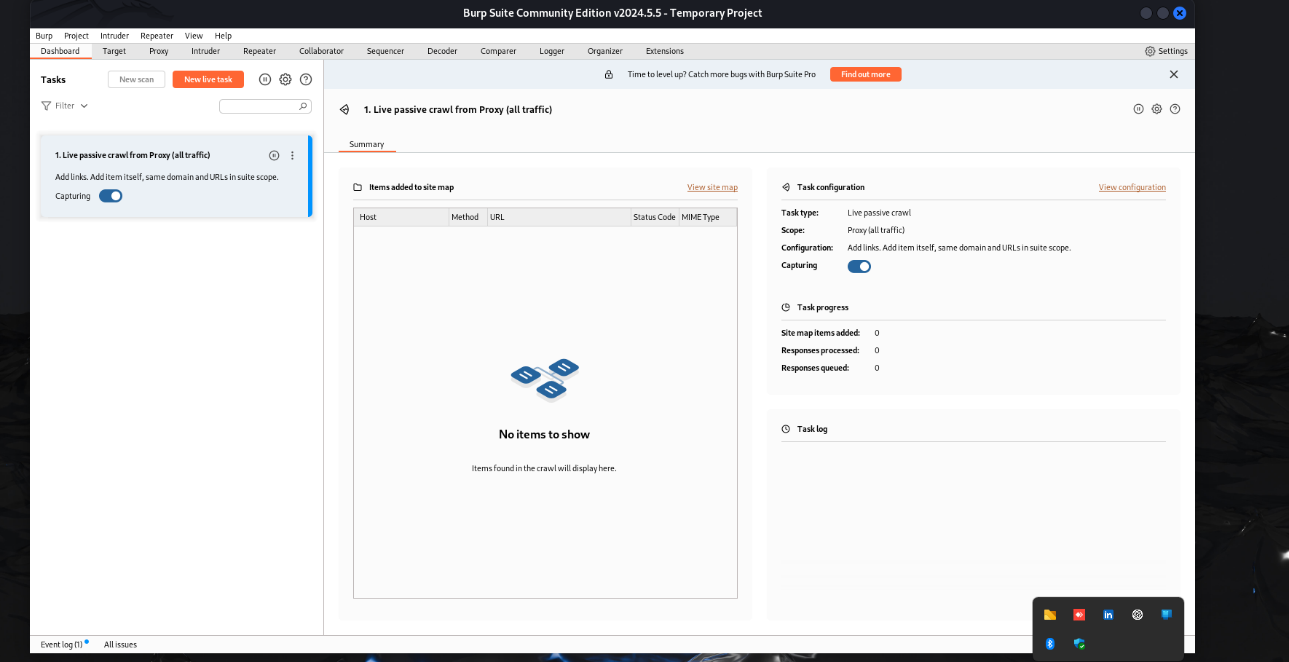 Burp Suite Community Edition v2024.5.5 - Temporary Project
Burp Project Intruder Repeater View Help
Dashboard Target Proxy Intruder Repeater Collaborator Sequencer Decoder Comparer Logger Organizer Extensions Settings
Tasks New scan New live task
Time to level up? Catch more bugs with Burp Suite Pro Find out more
Filter
1. Live passive crawl from Proxy (all traffic)
Add links. Add item itself, same domain and URLs in suite scope.
Capturing
1. Live passive crawl from Proxy (all traffic)
Summary
Items added to site map View site map
Host Method URL Status Code MIME Type
No items to show
Items found in the crawl will display here.
Task configuration View configuration
Task type: Live passive crawl
Scope: Proxy (all traffic)
Configuration: Add links. Add item itself, same domain and URLs in suite scope.
Capturing
Task progress
Site map items added: 0
Responses processed: 0
Responses queued: 0
Task log
Event log (1) All issues
in